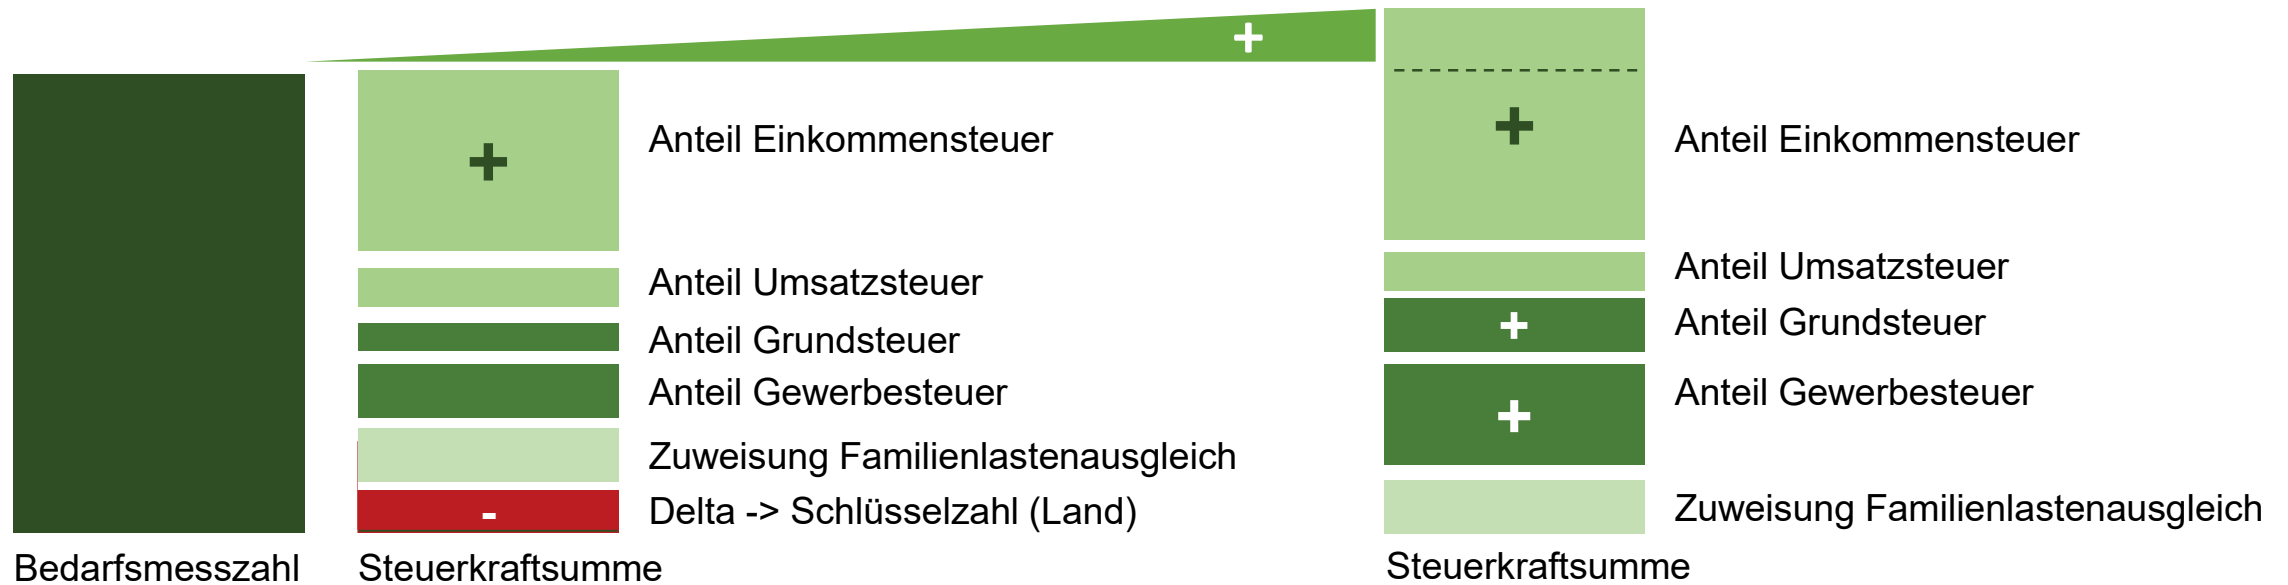 +
+
Anteil Einkommensteuer
Anteil Umsatzsteuer
Anteil Grundsteuer
Anteil Gewerbesteuer
Zuweisung Familienlastenausgleich
-
Delta -> Schlüsselzahl (Land)
Bedarfsmesszahl
Steuerkraftsumme
+
Anteil Einkommensteuer
Anteil Umsatzsteuer
+
Anteil Grundsteuer
+
Anteil Gewerbesteuer
Zuweisung Familienlastenausgleich
Steuerkraftsumme